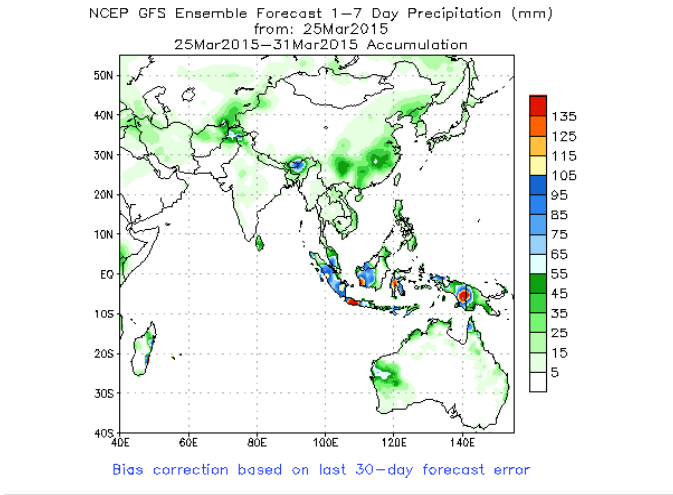 NCEP GFS Ensemble Forecast 1–7 Day Precipitation (mm)
from: 25Mar2015
25Mar2015–31Mar2015 Accumulation
50N
40N
30N
20N
10N
EQ
10S
20S
30S
40S
40E 60E 80E 100E 120E 140E
135
125
115
105
95
85
75
65
55
45
35
25
15
5
Bias correction based on last 30-day forecast error